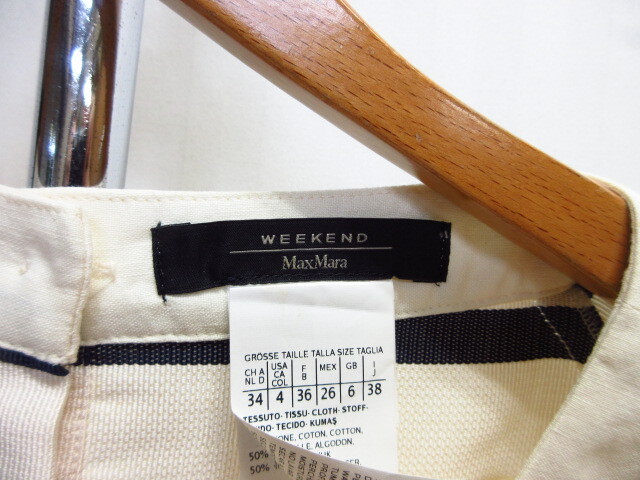 WEEKEND
MaxMara
GRÖSSE TAILLE TALLA SIZE TAGLIA
CH A NL D
USA CA COL
F B
MEX
GB
I J
34 4 36 26 6 38
TESSUTO- TISSU- CLOTH- STOFF-
TECIDO- KUMAŞ
COTON, COTTON,
ALGODON,
50%
50%